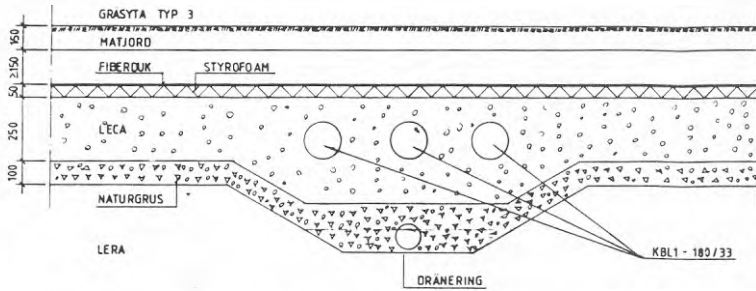 GRÄSYTA TYP 3
150
MATJORD
≥150
FIBERDUK
STYROFOAM
50
LECA
250
100
NATURGRUS
LERA
KBL1 - 180/33
DRÄNERING